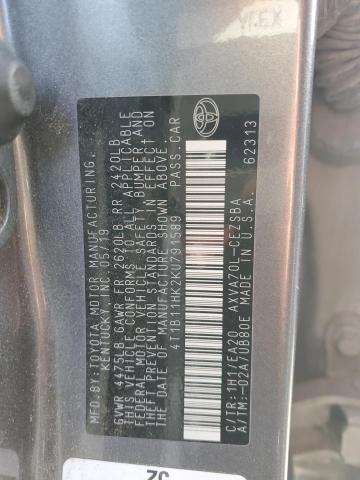 MFD.BY:TOYOTA MOTOR MANUFACTURING,
KENTUCKY, INC. 05/19
GVWR 4475LB GAWR FR 2620LB RR 2420LB
THIS VEHICLE CONFORMS TO ALL APPLICABLE
FEDERAL MOTOR VEHICLE SAFETY, BUMPER, AND
THEFT PREVENTION STANDARDS IN EFFECT ON
THE DATE OF MANUFACTURE SHOWN ABOVE.
4T1B11HK2KU791589 PASS.CAR
C/TR:1H1/EA20 AXVA70L-CEZSBA
A/TM:-02A/UB80E MADE IN U.S.A.
62313